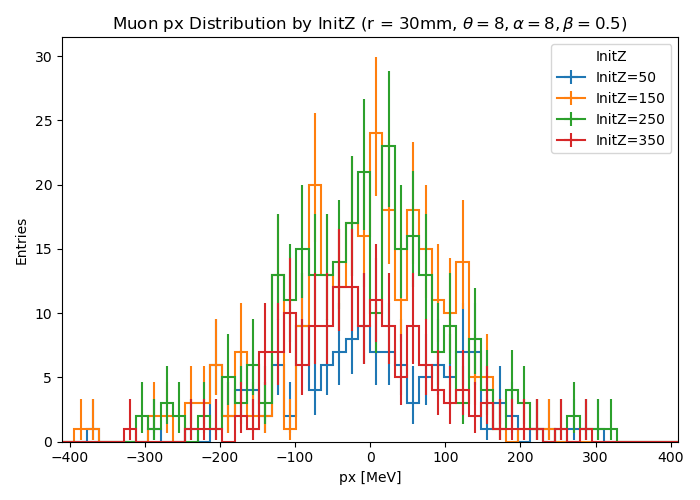 Muon px Distribution by InitZ (r = 30mm, θ = 8, α = 8, β = 0.5)
30
25
20
15
10
5
0
Entries
InitZ
InitZ=50
InitZ=150
InitZ=250
InitZ=350
−400 −300 −200 −100 0 100 200 300 400
px [MeV]